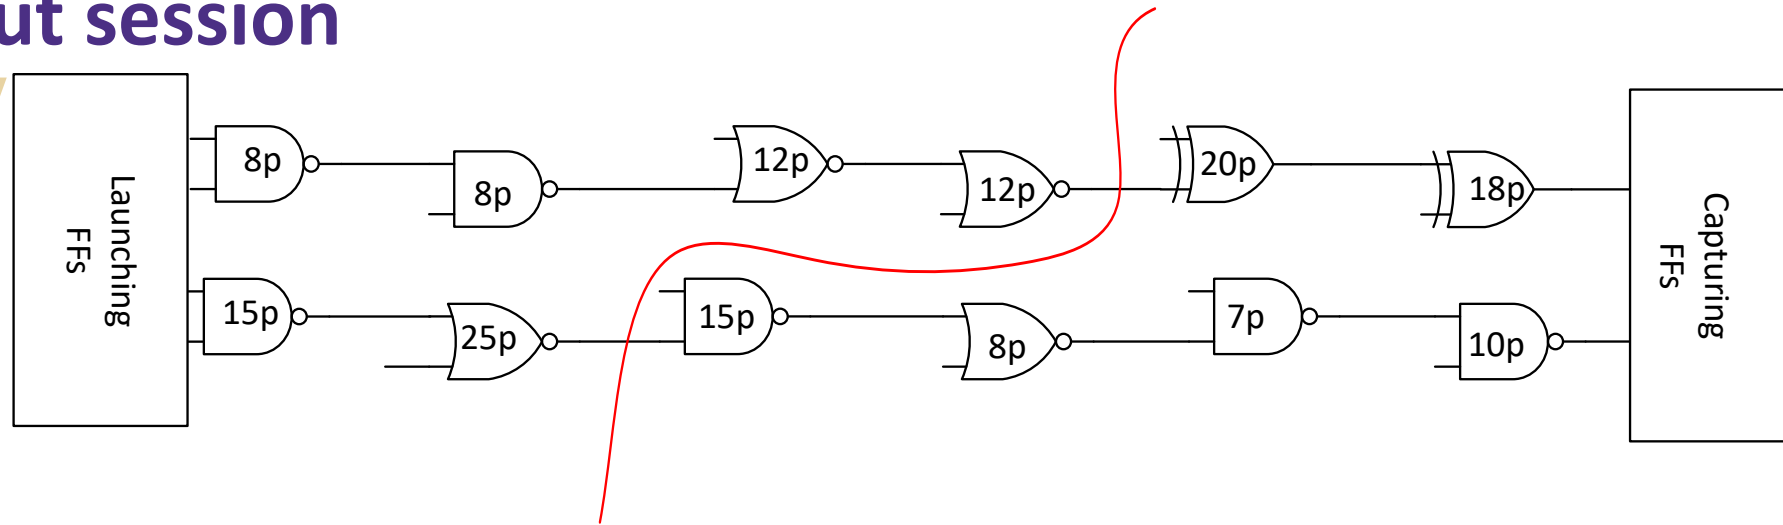 ut session
Launching
FFs
8p
8p
12p
12p
20p
18p
15p
25p
15p
8p
7p
10p
Capturing
FFs